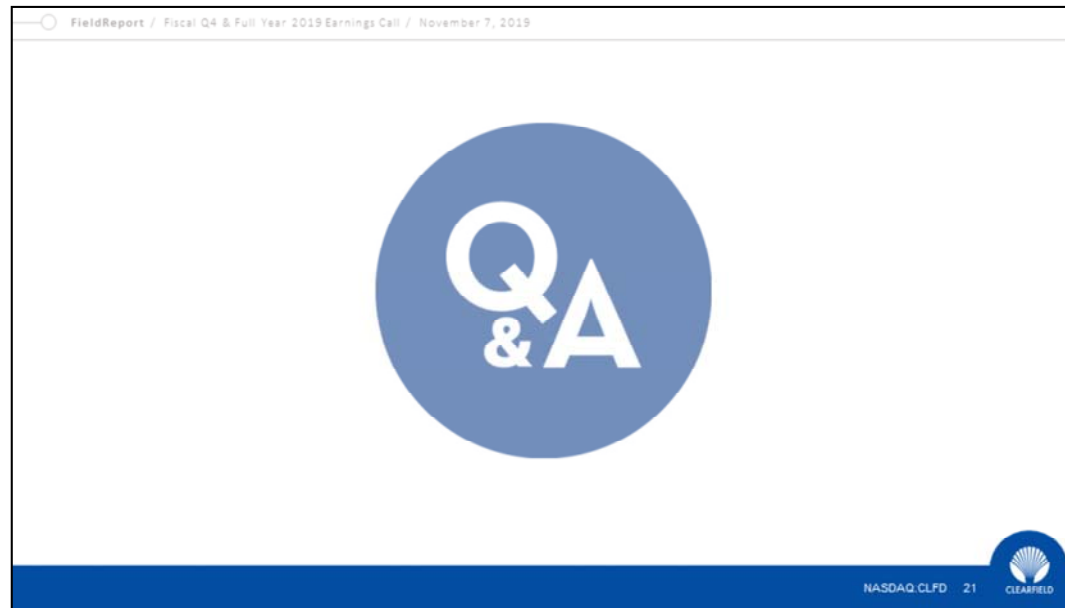 FieldReport / Fiscal Q4 & Full Year 2019 Earnings Call / November 7, 2019
Q
&A
NASDAQ:CLFD 21
CLEARFIELD